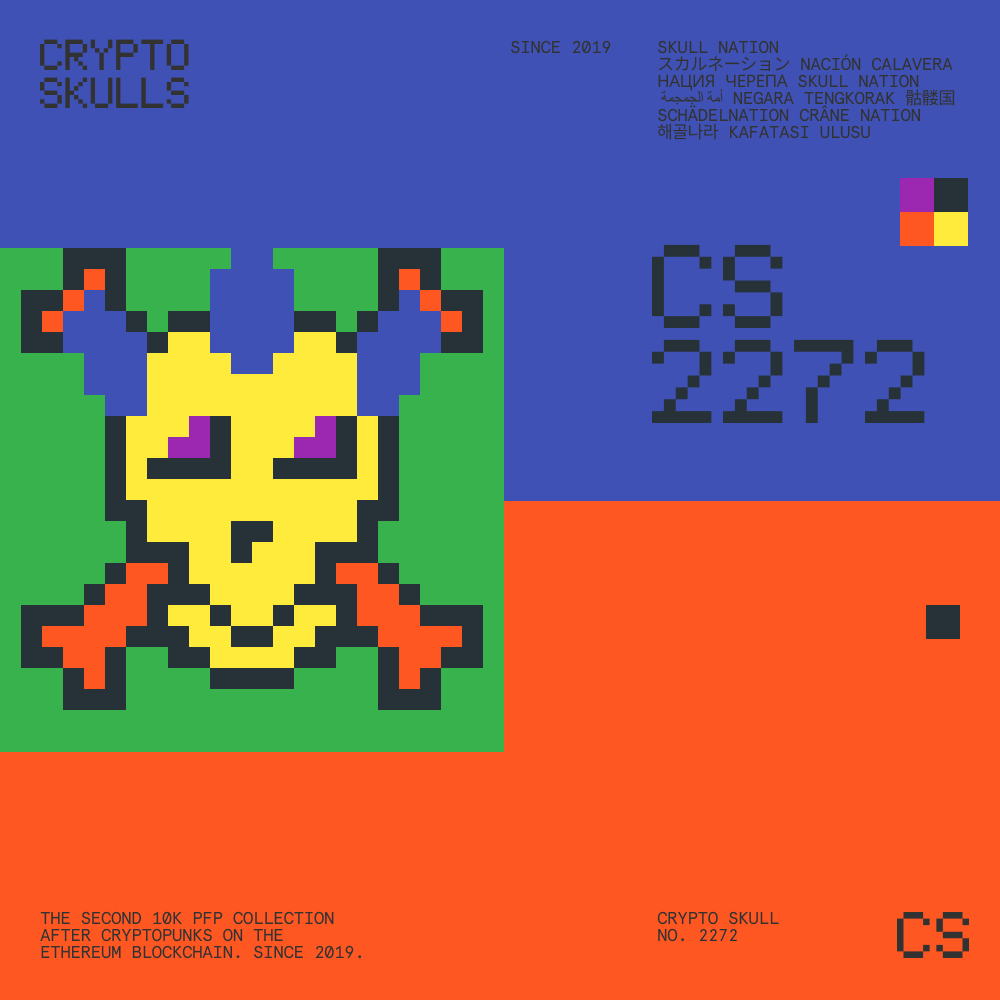 CRYPTO
SKULLS
SINCE 2019
SKULL NATION
スカルネーション NACIÓN CALAVERA
НАЦИЯ ЧЕРЕПА SKULL NATION
أمة الجمجمة NEGARA TENGKORAK 骷髅国
SCHÄDELNATION CRÂNE NATION
해골나라 KAFATASI ULUSU
CS
2272
THE SECOND 10K PFP COLLECTION
AFTER CRYPTOPUNKS ON THE
ETHEREUM BLOCKCHAIN. SINCE 2019.
CRYPTO SKULL
NO. 2272
CS